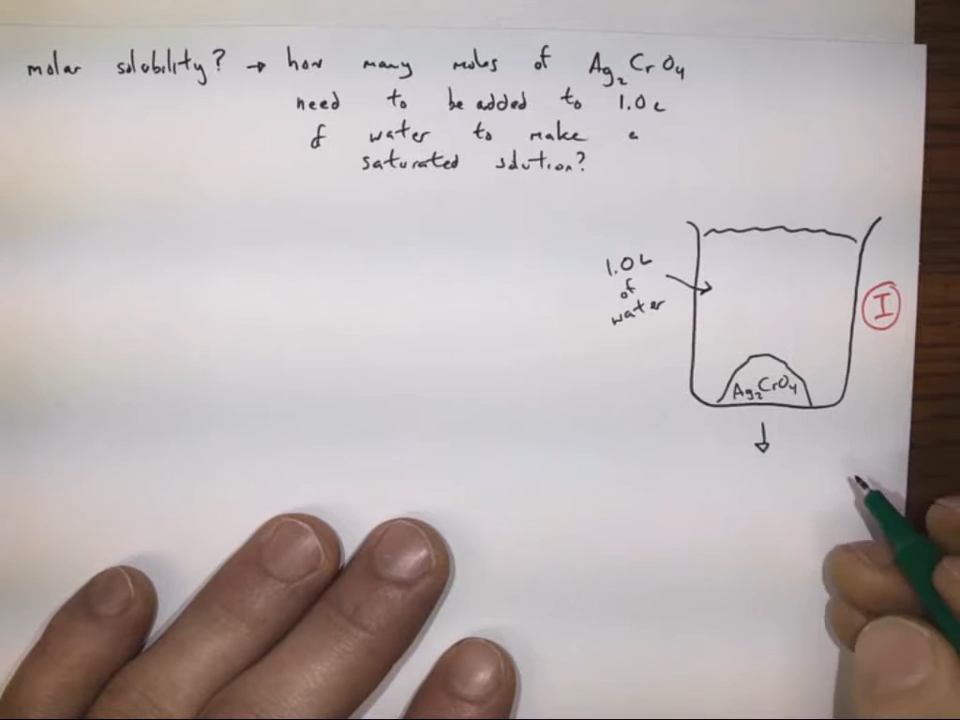 molar solubility? → how many moles of Ag₂CrO₄
need to be added to 1.0 L
of water to make a
saturated solution?
1.0L
of
water
I
Ag₂CrO₄